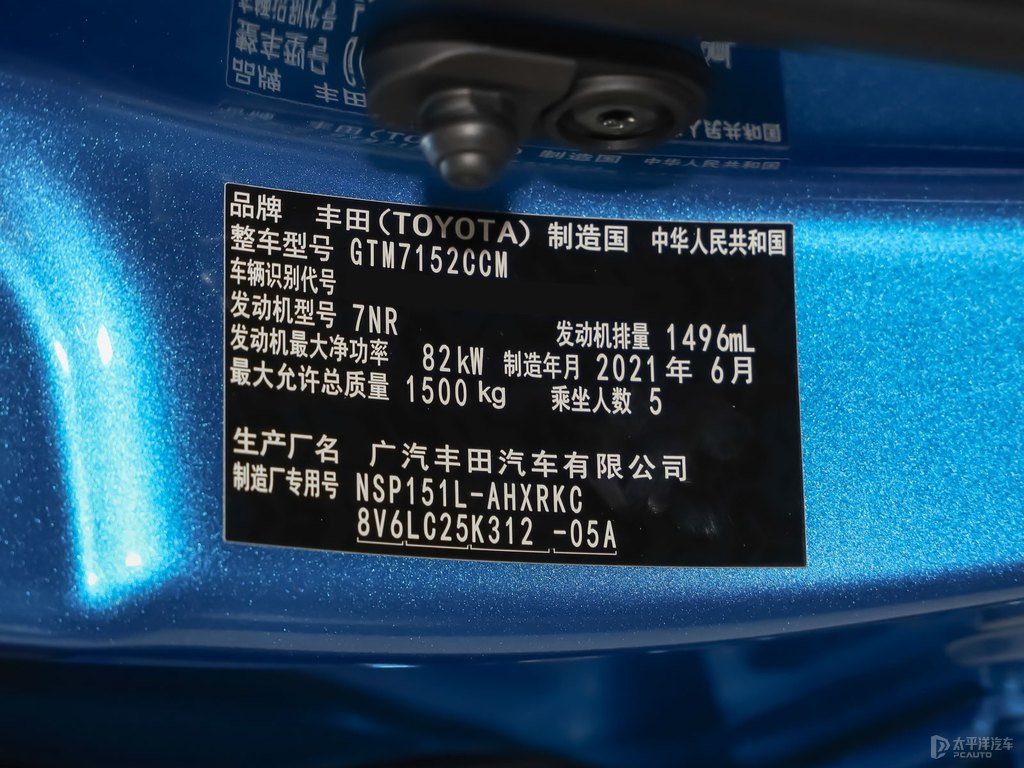 品牌 丰田(TOYOTA) 制造国 中华人民共和国
整车型号 GTM7152CCM
车辆识别代号
发动机型号 7NR 发动机排量 1496mL
发动机最大净功率 82kW 制造年月 2021年 6月
最大允许总质量 1500kg 乘坐人数 5
生产厂名 广汽丰田汽车有限公司
制造厂专用号 NSP151L-AHXRKC
8V6LC25K312 -05A
太平洋汽车
PCAUTO